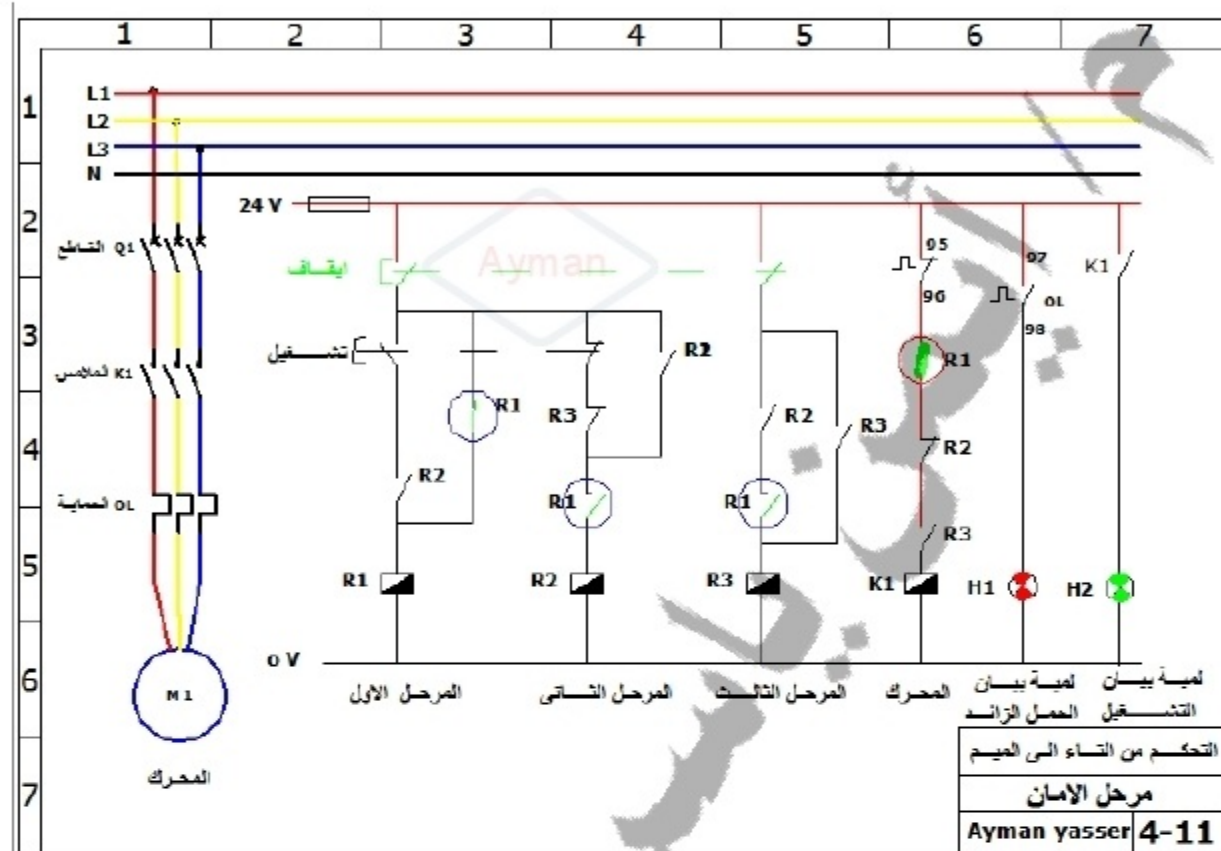 1 2 3 4 5 6 7
1
L1
L2
L3
N
2
24 V
القاطع Q1
ايقاف
Ayman
95
96
97
OL
98
K1
3
تشغيل
R1
R1
الملامس K1
R1
R3
R2
R3
4
R2
R2
الحماية OL
R1
R1
R3
5
R1
R2
R3
K1
H1
H2
0 V
6
M 1
المرحل الاول
المرحل الثانى
المرحل الثالث
المحرك
لمبة بيان الحمل الزائد
لمبة بيان التشغيل
المحرك
7
التحكم من التاء الى الميم
مرحل الامان
Ayman yasser 4-11